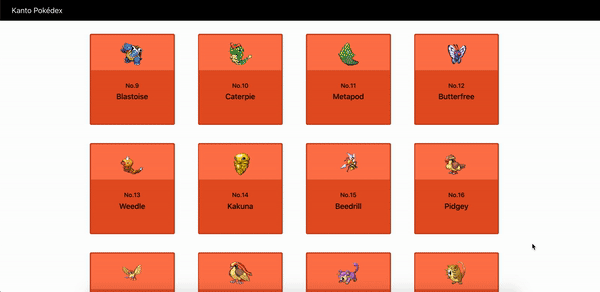 Kanto Pokédex
No.9
Blastoise
No.10
Caterpie
No.11
Metapod
No.12
Butterfree
No.13
Weedle
No.14
Kakuna
No.15
Beedrill
No.16
Pidgey